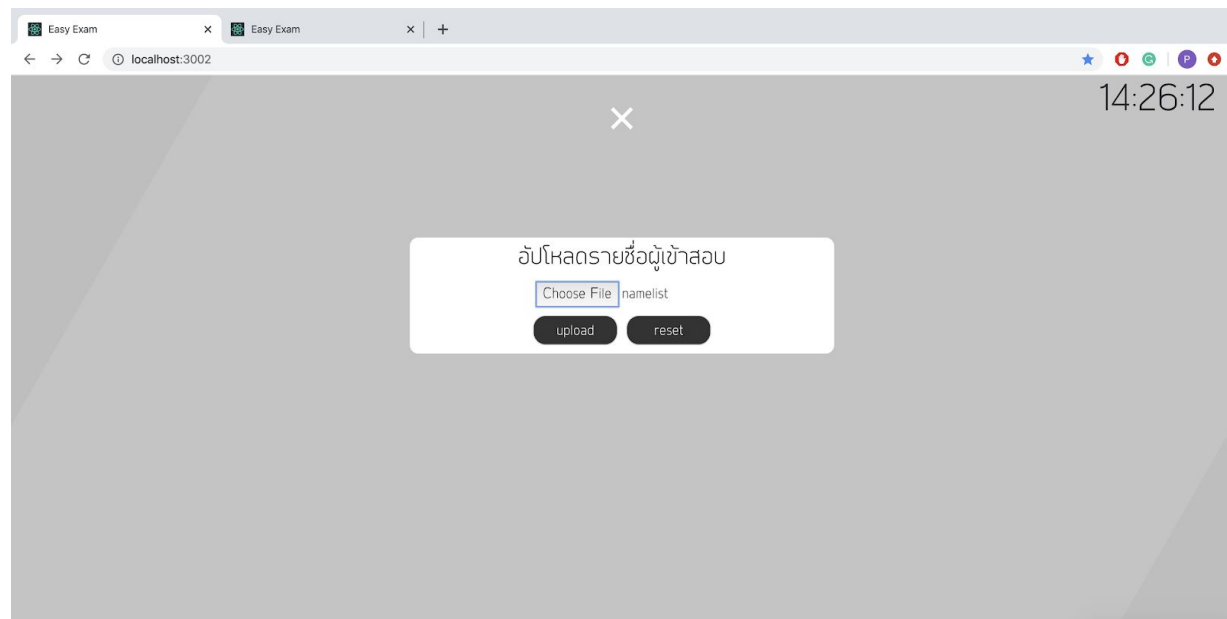 Easy Exam Easy Exam
localhost:3002
14:26:12
อัปโหลดรายชื่อผู้เข้าสอบ
Choose File namelist
upload reset